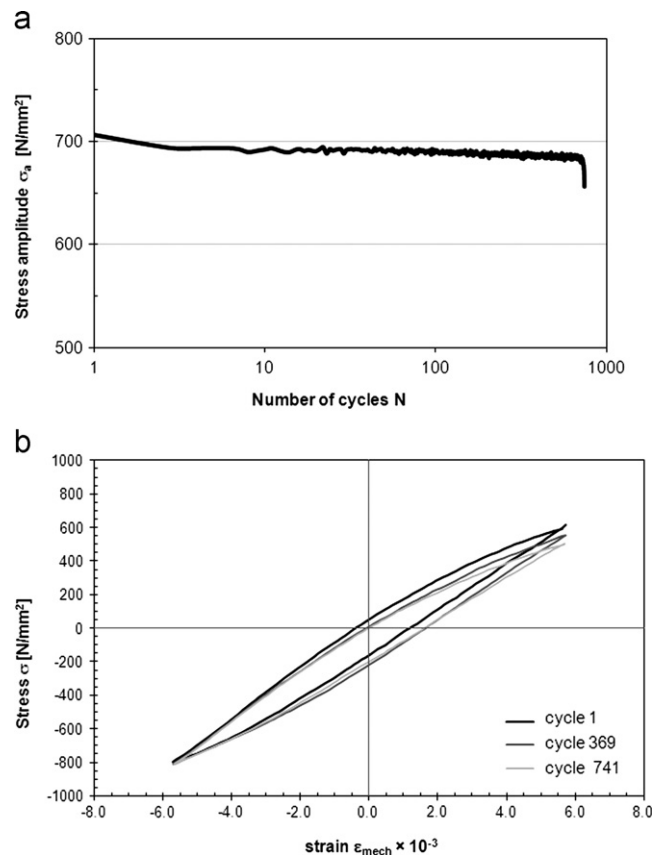 a
800
700
600
500
Stress amplitude σa [N/mm²]
1 10 100 1000
Number of cycles N
b
1000
800
600
400
200
0
-200
-400
-600
-800
-1000
Stress σ [N/mm²]
cycle 1
cycle 369
cycle 741
-8.0 -6.0 -4.0 -2.0 0.0 2.0 4.0 6.0 8.0
strain εmech × 10⁻³